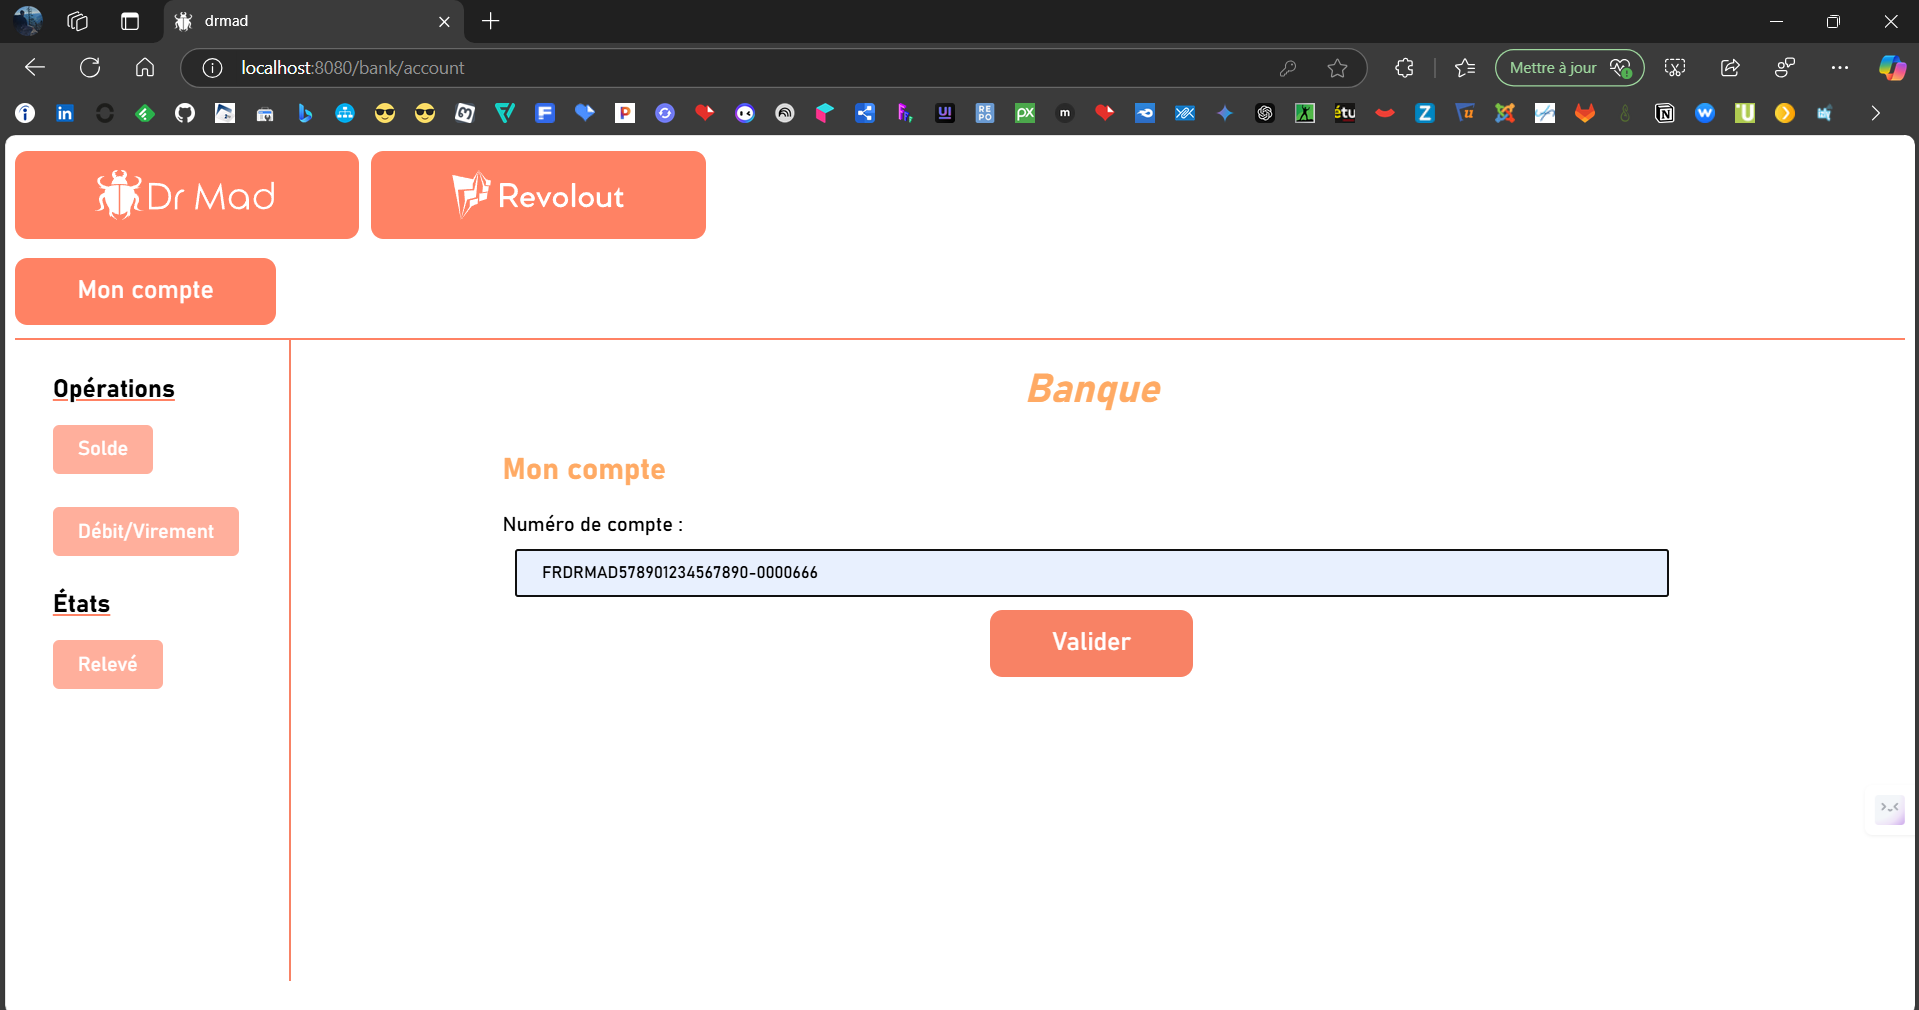 drmad
localhost:8080/bank/account
Mettre à jour
Dr Mad
Revolout
Mon compte
Opérations
Solde
Débit/Virement
États
Relevé
Banque
Mon compte
Numéro de compte :
FRDRMAD578901234567890-0000666
Valider